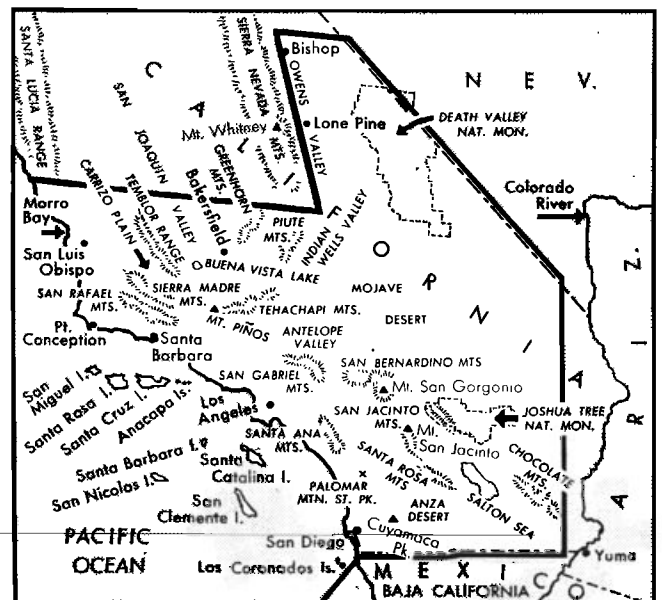 SANTA LUCIA RANGE
SIERRA NEVADA
MTS.
Bishop
OWENS
VALLEY
N E V.
C A L I F O R N I A
SAN
JOAQUIN
VALLEY
Mt. Whitney
Lone Pine
DEATH VALLEY
NAT. MON.
GREENHORN
MTS.
Bakersfield
CARRIZO PLAIN
TEMBLOR RANGE
Colorado
River
Morro
Bay
PIUTE
MTS.
INDIAN
WELLS VALLEY
San Luis
Obispo
BUENA VISTA LAKE
A R I Z.
SAN RAFAEL
MTS.
SIERRA MADRE
MTS.
MOJAVE
DESERT
TEHACHAPI MTS.
MT. PIÑOS
ANTELOPE
VALLEY
Pt.
Conception
Santa
Barbara
SAN GABRIEL
MTS.
SAN BERNARDINO MTS
Mt. San Gorgonio
San
Miguel I.
Santa Rosa I.
Santa Cruz I.
Anacapa Is.
Los
Angeles
SAN JACINTO
MTS
Mt.
San Jacinto
JOSHUA TREE
NAT. MON.
SANTA ANA
MTS.
Santa Barbara I.
San Nicolas I.
Santa
Catalina I.
San
Clemente I.
SANTA ROSA
MTS
CHOCOLATE
MTS.
SALTON SEA
PALOMAR
MTN. ST. PK.
ANZA
DESERT
PACIFIC
OCEAN
San Diego
Cuyamaca
Pk.
Los Coronados Is.
Yuma
M E X I C O
BAJA CALIFORNIA